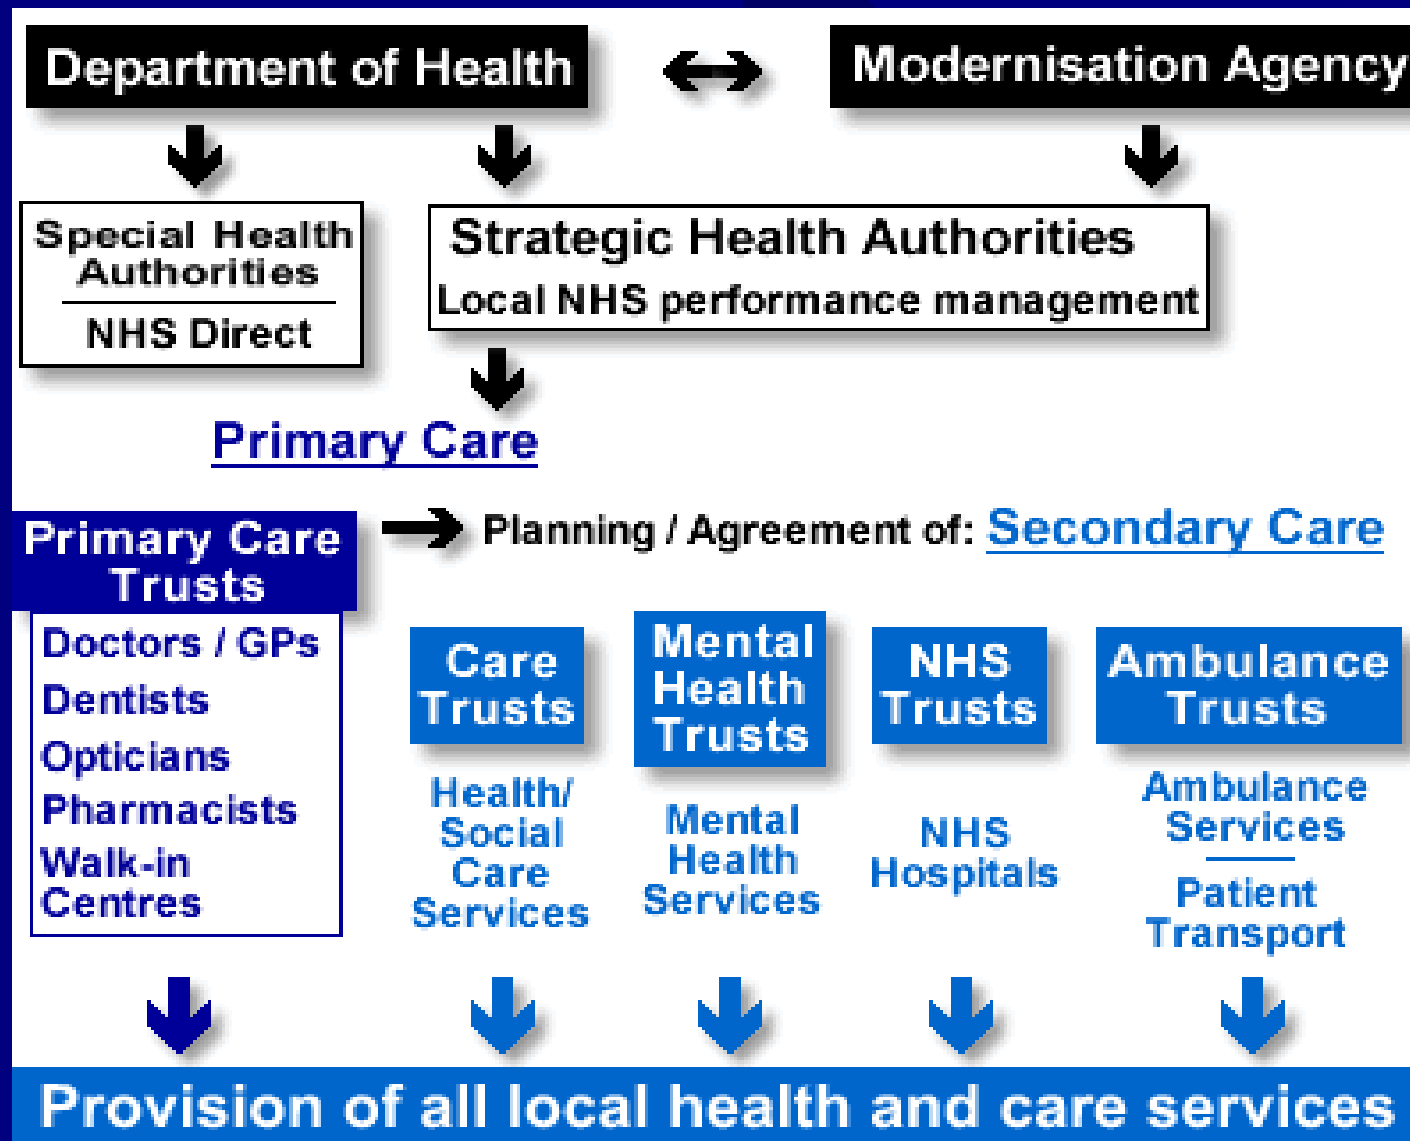 Department of Health
Modernisation Agency
Special Health
Authorities
NHS Direct
Strategic Health Authorities
Local NHS performance management
Primary Care
Primary Care
Trusts
Planning / Agreement of: Secondary Care
Doctors / GPs
Dentists
Opticians
Pharmacists
Walk-in
Centres
Care
Trusts
Health/
Social
Care
Services
Mental
Health
Trusts
Mental
Health
Services
NHS
Trusts
NHS
Hospitals
Ambulance
Trusts
Ambulance
Services
Patient
Transport
Provision of all local health and care services